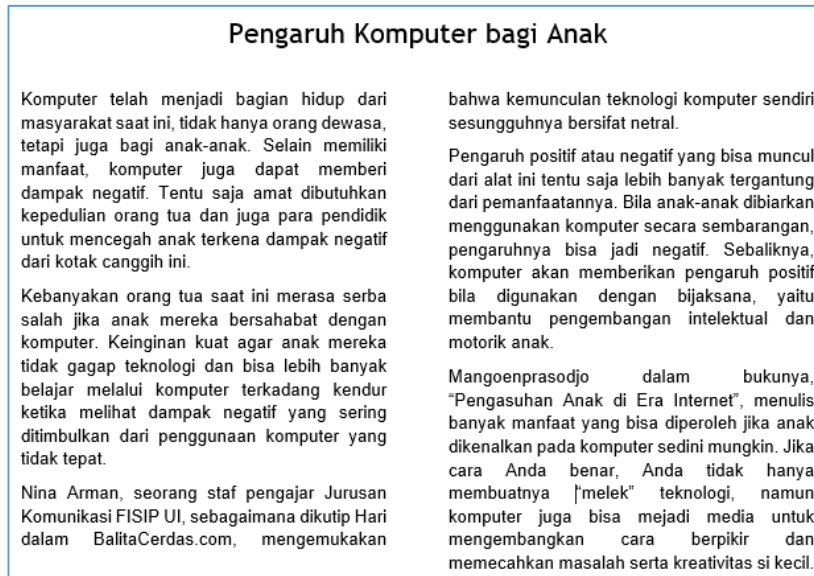 Pengaruh Komputer bagi Anak
Komputer telah menjadi bagian hidup dari
masyarakat saat ini, tidak hanya orang dewasa,
tetapi juga bagi anak-anak. Selain memiliki
manfaat, komputer juga dapat memberi
dampak negatif. Tentu saja amat dibutuhkan
kepedulian orang tua dan juga para pendidik
untuk mencegah anak terkena dampak negatif
dari kotak canggih ini.
Kebanyakan orang tua saat ini merasa serba
salah jika anak mereka bersahabat dengan
komputer. Keinginan kuat agar anak mereka
tidak gagap teknologi dan bisa lebih banyak
belajar melalui komputer terkadang kendur
ketika melihat dampak negatif yang sering
ditimbulkan dari penggunaan komputer yang
tidak tepat.
Nina Arman, seorang staf pengajar Jurusan
Komunikasi FISIP UI, sebagaimana dikutip Hari
dalam BalitaCerdas.com, mengemukakan
bahwa kemunculan teknologi komputer sendiri
sesungguhnya bersifat netral.
Pengaruh positif atau negatif yang bisa muncul
dari alat ini tentu saja lebih banyak tergantung
dari pemanfaatannya. Bila anak-anak dibiarkan
menggunakan komputer secara sembarangan,
pengaruhnya bisa jadi negatif. Sebaliknya,
komputer akan memberikan pengaruh positif
bila digunakan dengan bijaksana, yaitu
membantu pengembangan intelektual dan
motorik anak.
Mangoenprasodjo dalam bukunya,
“Pengasuhan Anak di Era Internet”, menulis
banyak manfaat yang bisa diperoleh jika anak
dikenalkan pada komputer sedini mungkin. Jika
cara Anda benar, Anda tidak hanya
membuatnya “melek” teknologi, namun
komputer juga bisa mejadi media untuk
mengembangkan cara berpikir dan
memecahkan masalah serta kreativitas si kecil.